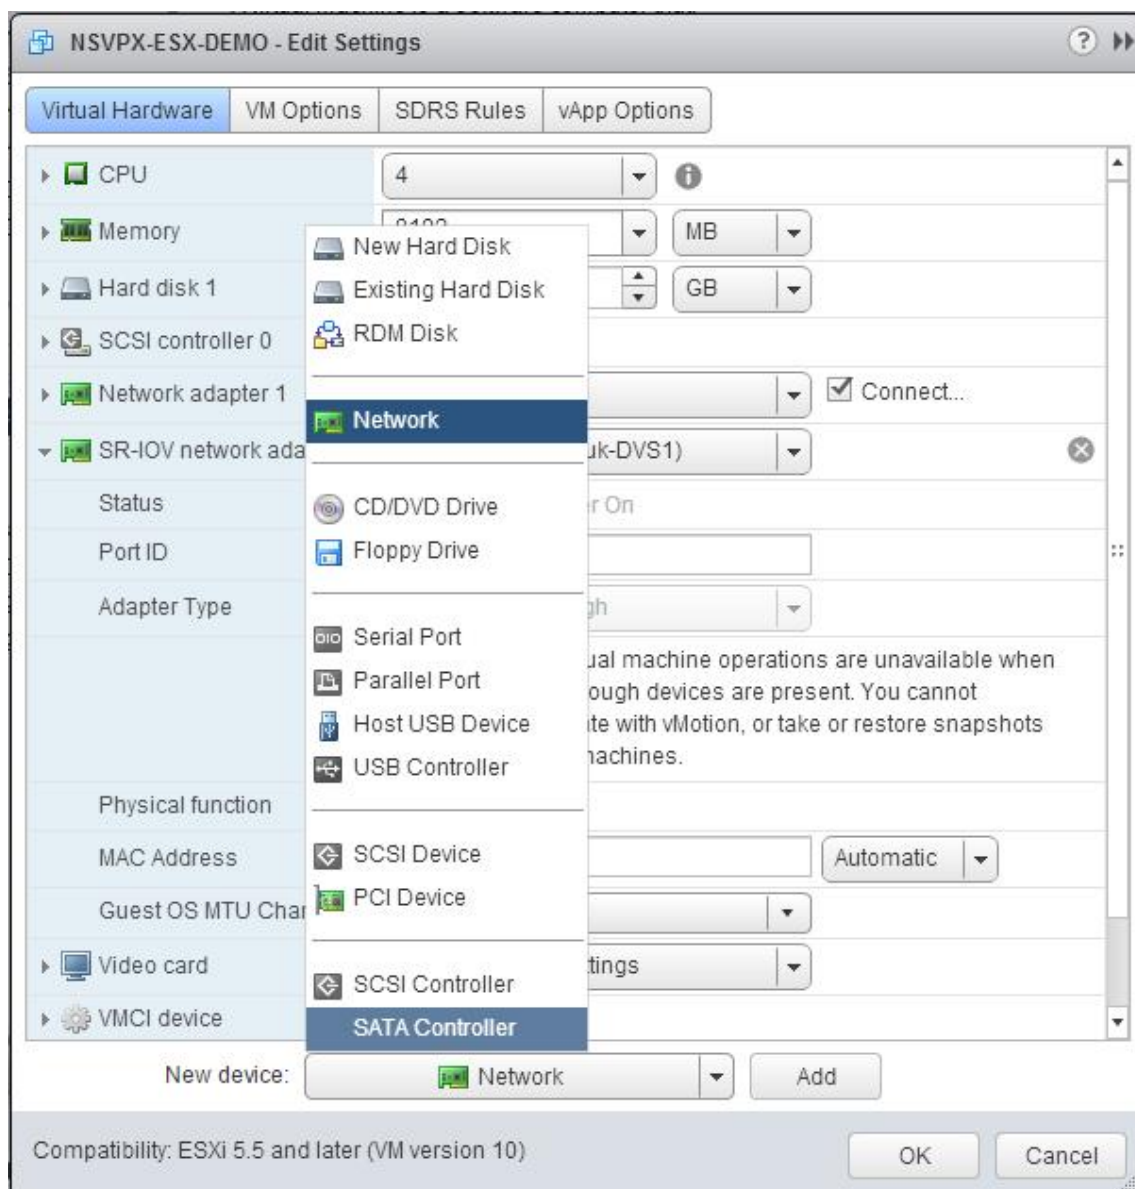 NSVPX-ESX-DEMO - Edit Settings
Virtual Hardware VM Options SDRS Rules vApp Options
CPU 4
Memory MB
New Hard Disk
Hard disk 1 Existing Hard Disk GB
RDM Disk
SCSI controller 0
Network adapter 1 Connect...
Network
SR-IOV network ada uk-DVS1)
Status CD/DVD Drive r On
Port ID Floppy Drive
Adapter Type gh
Serial Port
ual machine operations are unavailable when
Parallel Port ough devices are present. You cannot
Host USB Device te with vMotion, or take or restore snapshots
USB Controller machines.
Physical function
MAC Address SCSI Device Automatic
PCI Device
Guest OS MTU Chan
Video card ttings
SCSI Controller
VMCI device SATA Controller
New device: Network Add
Compatibility: ESXi 5.5 and later (VM version 10) OK Cancel